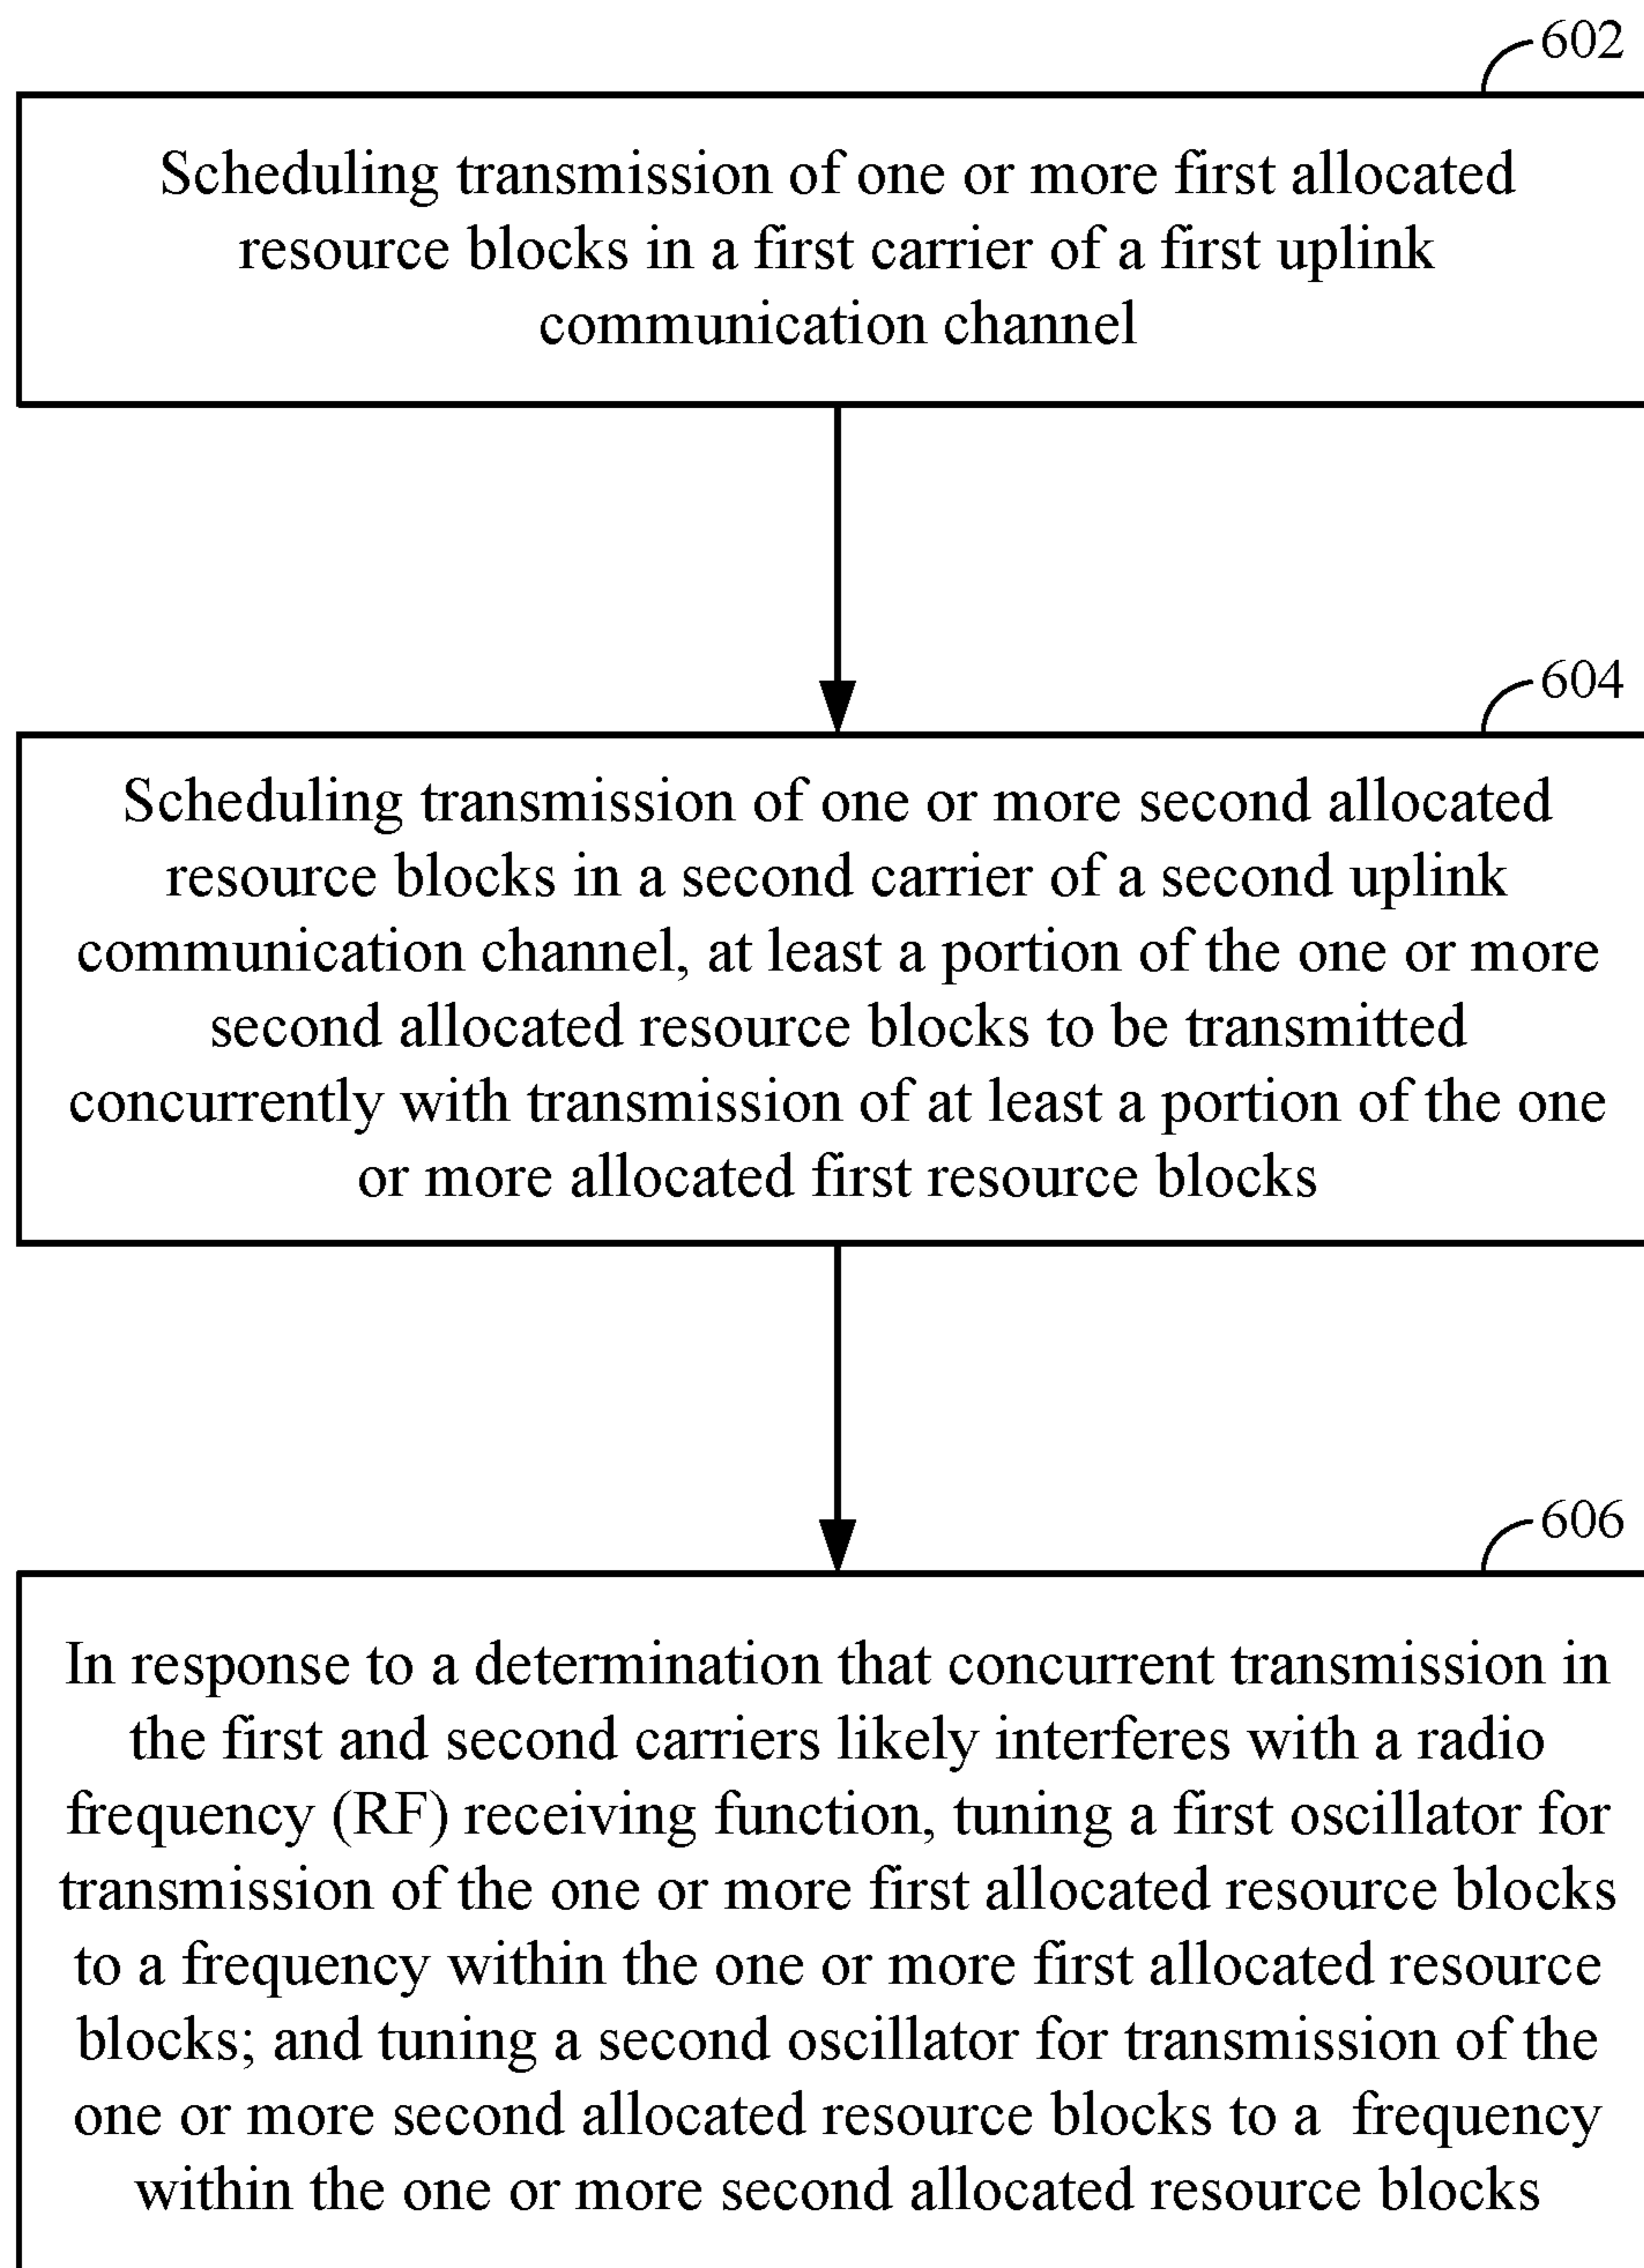 602
Scheduling transmission of one or more first allocated
resource blocks in a first carrier of a first uplink
communication channel
604
Scheduling transmission of one or more second allocated
resource blocks in a second carrier of a second uplink
communication channel, at least a portion of the one or more
second allocated resource blocks to be transmitted
concurrently with transmission of at least a portion of the one
or more allocated first resource blocks
606
In response to a determination that concurrent transmission in
the first and second carriers likely interferes with a radio
frequency (RF) receiving function, tuning a first oscillator for
transmission of the one or more first allocated resource blocks
to a frequency within the one or more first allocated resource
blocks; and tuning a second oscillator for transmission of the
one or more second allocated resource blocks to a  frequency
within the one or more second allocated resource blocks